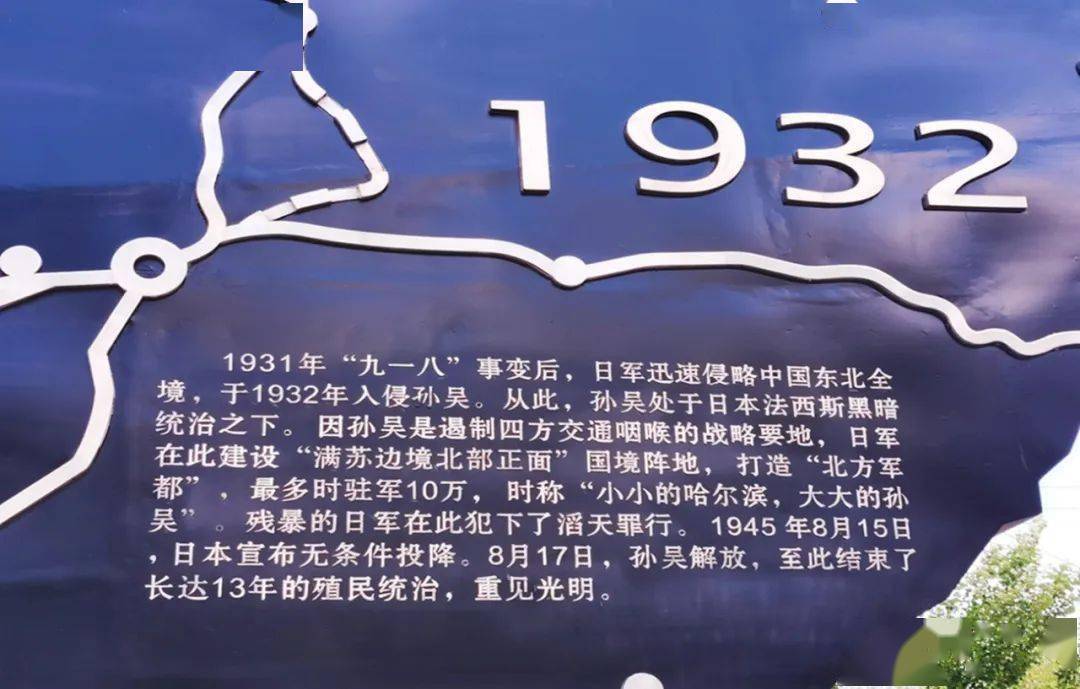 1932
1931年“九一八”事变后，日军迅速侵略中国东北全
境，于1932年入侵孙吴。从此，孙吴处于日本法西斯黑暗
统治之下。因孙吴是遏制四方交通咽喉的战略要地，日军
在此建设“满苏边境北部正面”国境阵地，打造“北方军
都”，最多时驻军10万，时称“小小的哈尔滨，大大的孙
吴”。残暴的日军在此犯下了滔天罪行。1945年8月15日
，日本宣布无条件投降。8月17日，孙吴解放，至此结束了
长达13年的殖民统治，重见光明。